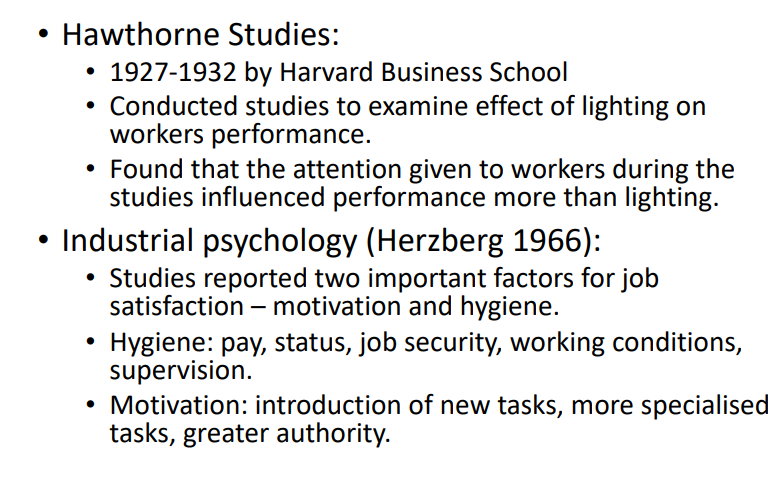 • Hawthorne Studies:
• 1927-1932 by Harvard Business School
• Conducted studies to examine effect of lighting on
workers performance.
• Found that the attention given to workers during the
studies influenced performance more than lighting.
• Industrial psychology (Herzberg 1966):
• Studies reported two important factors for job
satisfaction – motivation and hygiene.
• Hygiene: pay, status, job security, working conditions,
supervision.
• Motivation: introduction of new tasks, more specialised
tasks, greater authority.